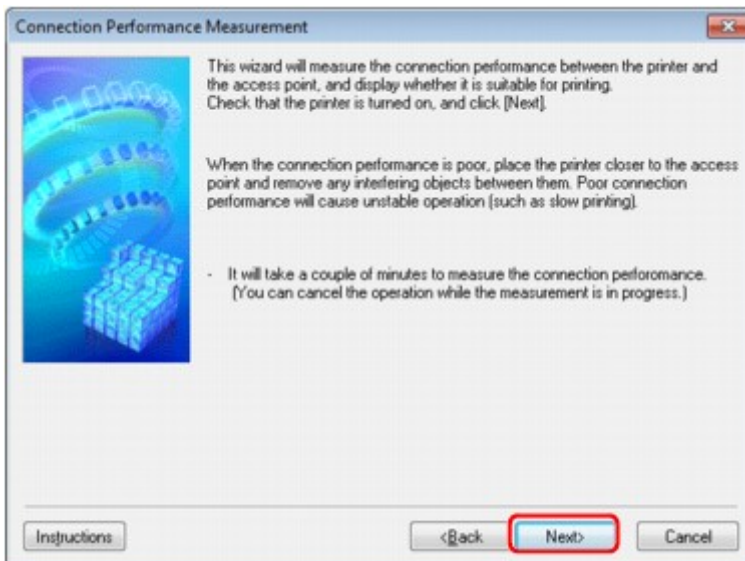 Connection Performance Measurement
This wizard will measure the connection performance between the printer and
the access point, and display whether it is suitable for printing.
Check that the printer is turned on, and click [Next].
When the connection performance is poor, place the printer closer to the access
point and remove any interfering objects between them. Poor connection
performance will cause unstable operation (such as slow printing).
- It will take a couple of minutes to measure the connection perforomance.
(You can cancel the operation while the measurement is in progress.)
Instructions <Back Next> Cancel